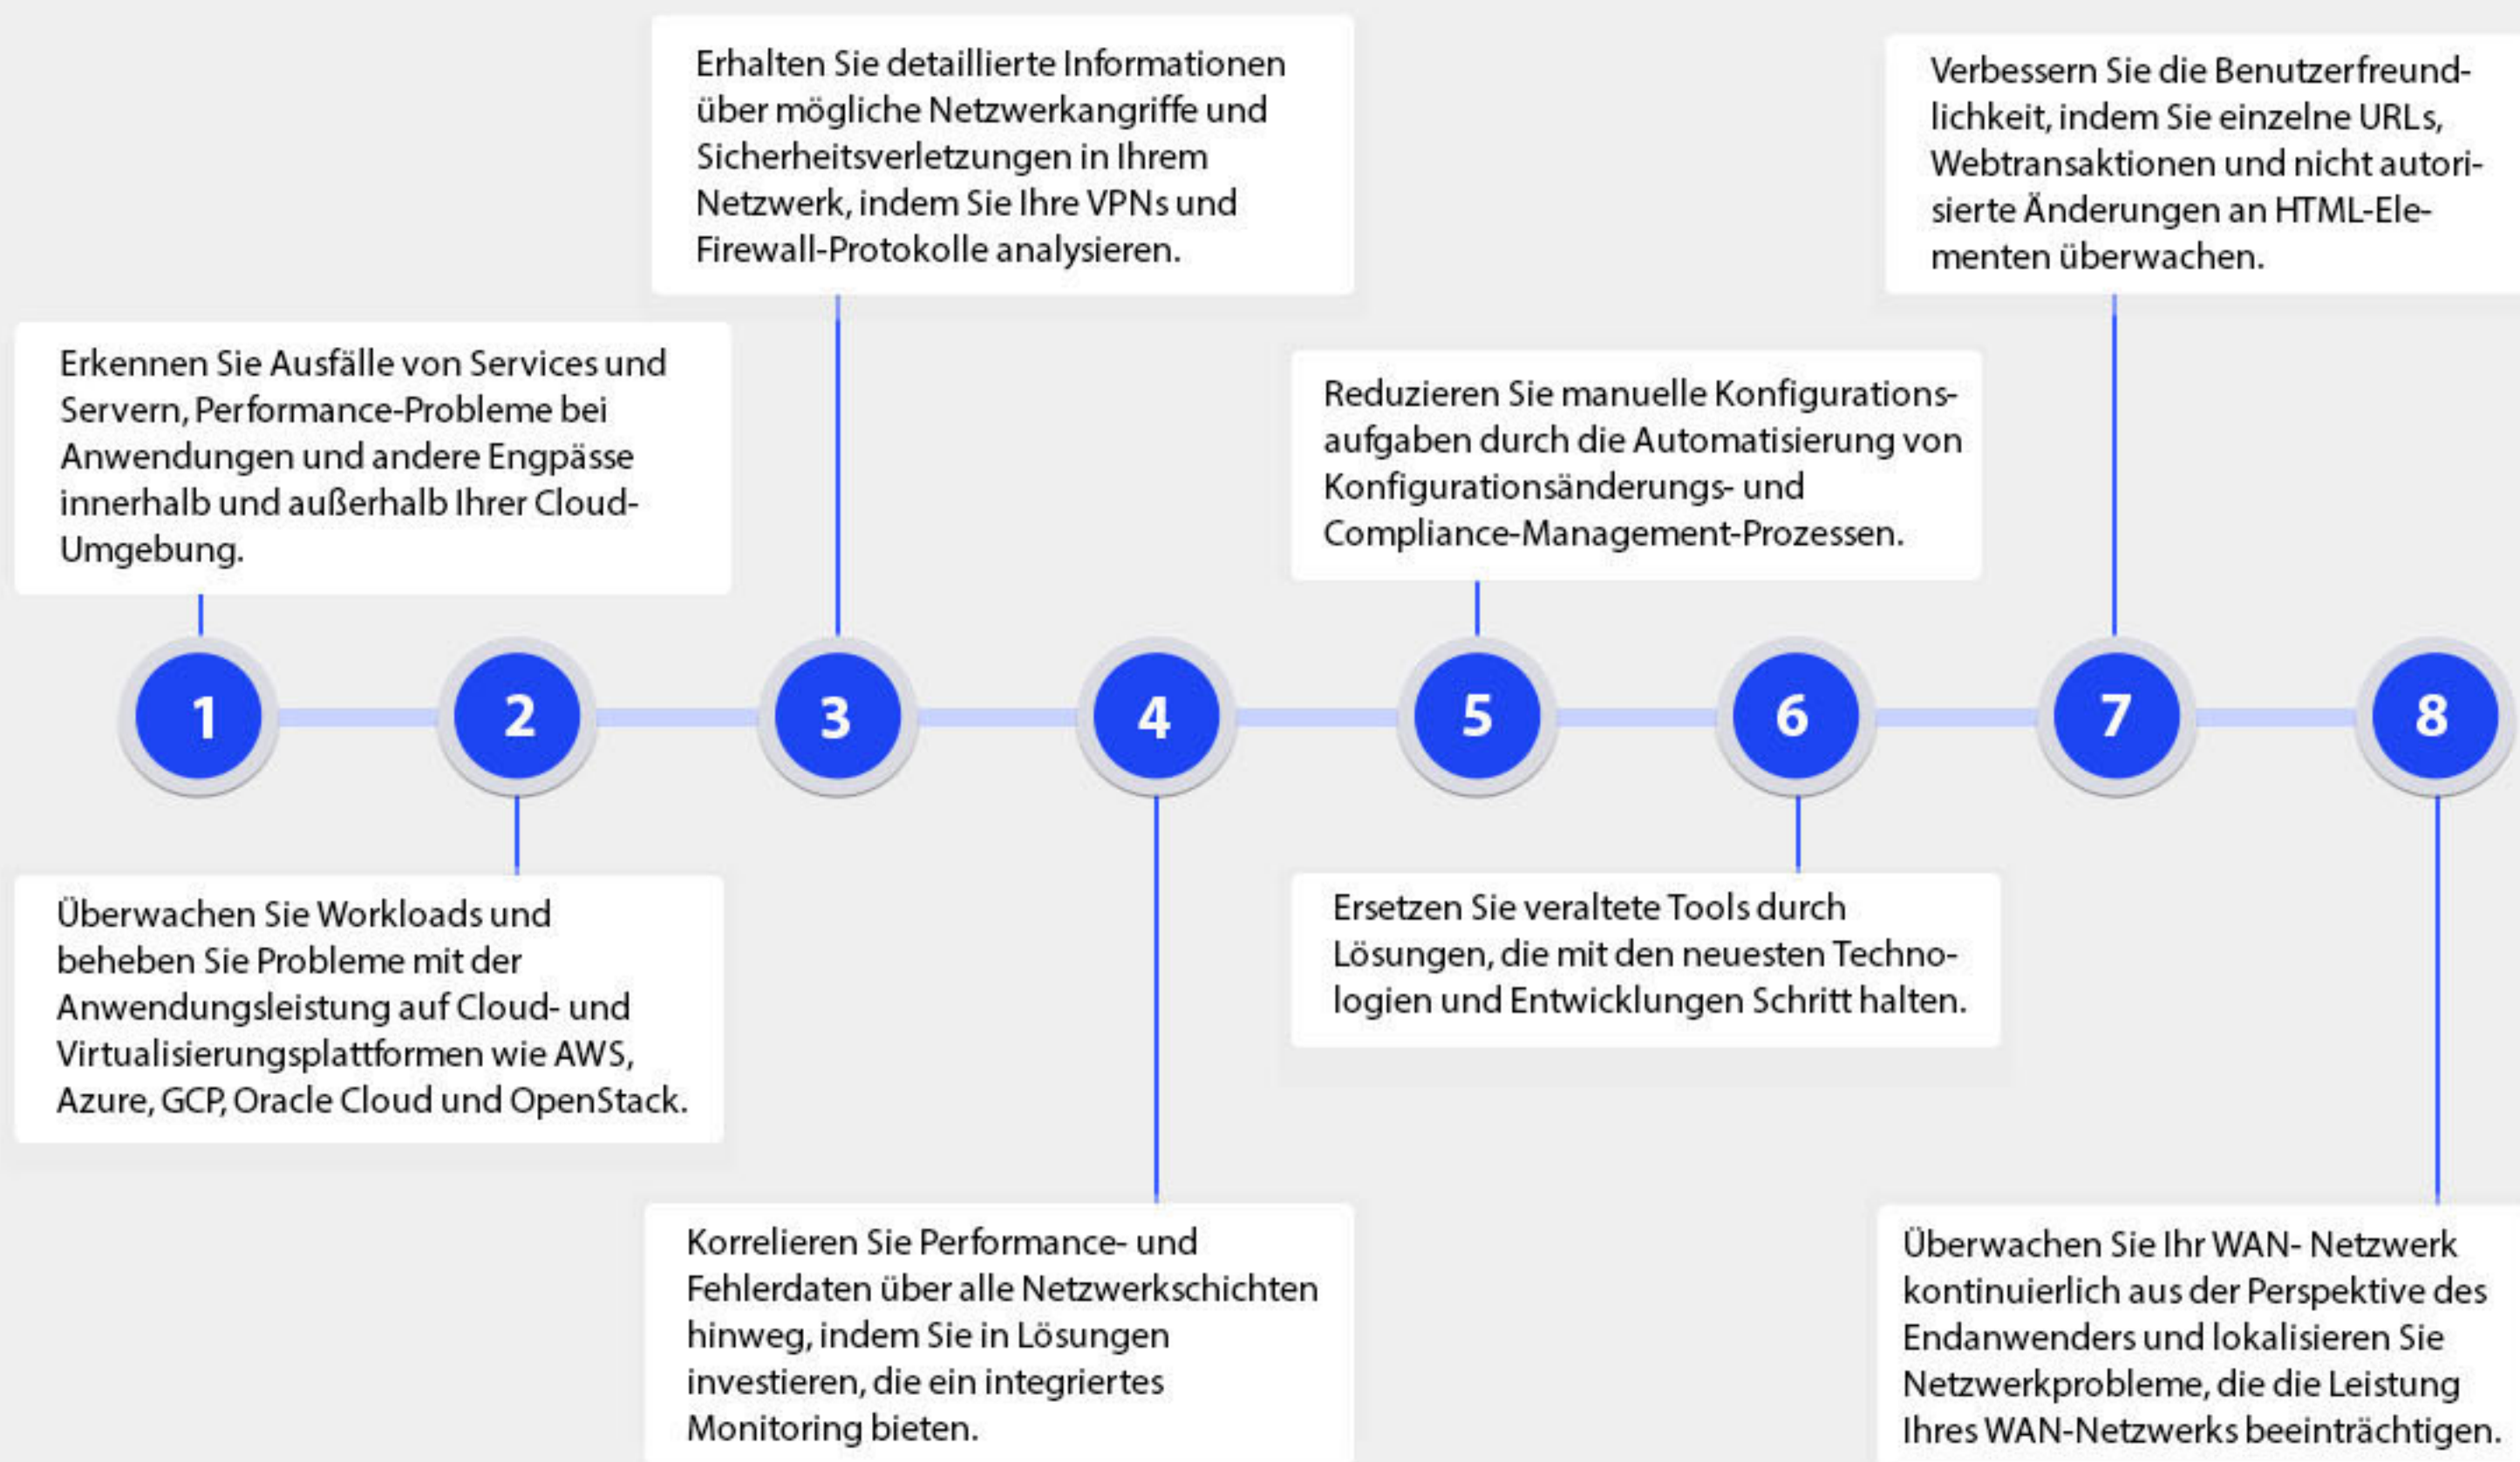 Erhalten Sie detaillierte Informationen
über mögliche Netzwerkangriffe und
Sicherheitsverletzungen in Ihrem
Netzwerk, indem Sie Ihre VPNs und
Firewall-Protokolle analysieren.
Verbessern Sie die Benutzerfreund-
lichkeit, indem Sie einzelne URLs,
Webtransaktionen und nicht autori-
sierte Änderungen an HTML-Ele-
menten überwachen.
Erkennen Sie Ausfälle von Services und
Servern, Performance-Probleme bei
Anwendungen und andere Engpässe
innerhalb und außerhalb Ihrer Cloud-
Umgebung.
Reduzieren Sie manuelle Konfigurations-
aufgaben durch die Automatisierung von
Konfigurationsänderungs- und
Compliance-Management-Prozessen.
1 2 3 4 5 6 7 8
Überwachen Sie Workloads und
beheben Sie Probleme mit der
Anwendungsleistung auf Cloud- und
Virtualisierungsplattformen wie AWS,
Azure, GCP, Oracle Cloud und OpenStack.
Ersetzen Sie veraltete Tools durch
Lösungen, die mit den neuesten Techno-
logien und Entwicklungen Schritt halten.
Korrelieren Sie Performance- und
Fehlerdaten über alle Netzwerkschichten
hinweg, indem Sie in Lösungen
investieren, die ein integriertes
Monitoring bieten.
Überwachen Sie Ihr WAN- Netzwerk
kontinuierlich aus der Perspektive des
Endanwenders und lokalisieren Sie
Netzwerkprobleme, die die Leistung
Ihres WAN-Netzwerks beeinträchtigen.